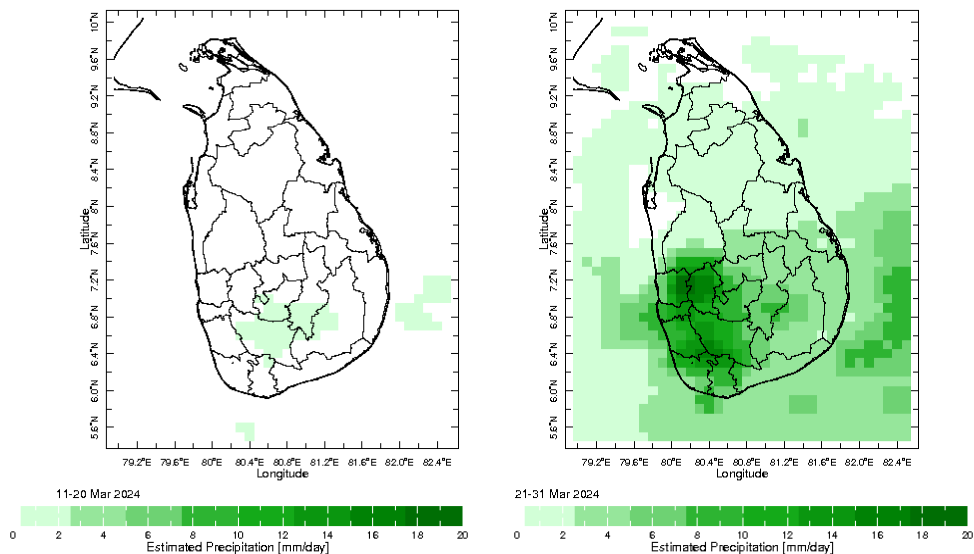 10°N
9.6°N
9.2°N
8.8°N
8.4°N
8°N
7.6°N
7.2°N
6.8°N
6.4°N
6.0°N
5.6°N
Latitude
79.2°E 79.6°E 80°E 80.4°E 80.8°E 81.2°E 81.6°E 82.0°E 82.4°E
Longitude
11-20 Mar 2024
0 2 4 6 8 10 12 14 16 18 20
Estimated Precipitation [mm/day]
10°N
9.6°N
9.2°N
8.8°N
8.4°N
8°N
7.6°N
7.2°N
6.8°N
6.4°N
6.0°N
5.6°N
Latitude
79.2°E 79.6°E 80°E 80.4°E 80.8°E 81.2°E 81.6°E 82.0°E 82.4°E
Longitude
21-31 Mar 2024
0 2 4 6 8 10 12 14 16 18 20
Estimated Precipitation [mm/day]